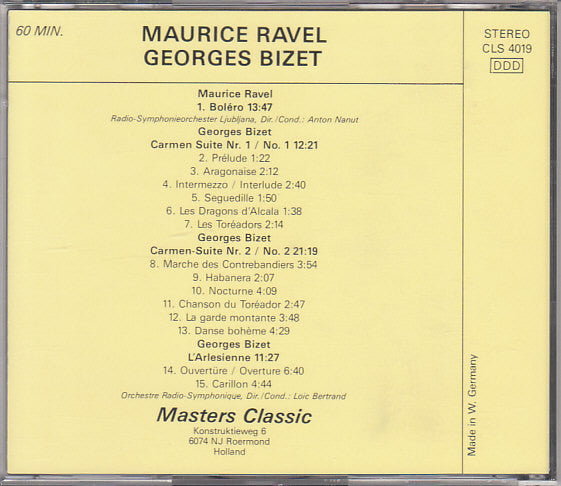 60 MIN.
MAURICE RAVEL
GEORGES BIZET
STEREO
CLS 4019
DDD
Maurice Ravel
1. Boléro 13:47
Radio-Symphonieorchester Ljubljana, Dir./Cond.: Anton Nanut
Georges Bizet
Carmen Suite Nr. 1 / No. 1 12:21
2. Prélude 1:22
3. Aragonaise 2:12
4. Intermezzo / Interlude 2:40
5. Seguedille 1:50
6. Les Dragons d'Alcala 1:38
7. Les Toréadors 2:14
Georges Bizet
Carmen-Suite Nr. 2 / No. 2 21:19
8. Marche des Contrebandiers 3:54
9. Habanera 2:07
10. Nocturne 4:09
11. Chanson du Toréador 2:47
12. La garde montante 3:48
13. Danse bohème 4:29
Georges Bizet
L'Arlesienne 11:27
14. Ouvertüre / Overture 6:40
15. Carillon 4:44
Orchestre Radio-Symphonique, Dir./Cond.: Loic Bertrand
Masters Classic
Konstruktieweg 6
6074 NJ Roermond
Holland
Made in W. Germany